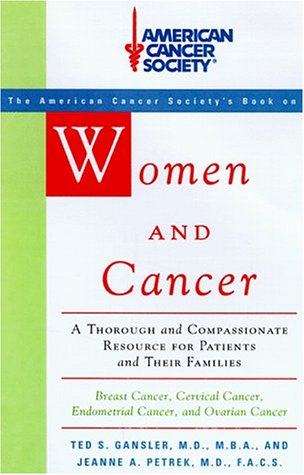 AMERICAN
CANCER
SOCIETY®
The American Cancer Society's Book on
Women
AND
Cancer
A Thorough and Compassionate
Resource for Patients
and Their Families
Breast Cancer, Cervical Cancer,
Endometrial Cancer, and Ovarian Cancer
TED S. GANSLER, M.D., M.B.A., AND
JEANNE A. PETREK, M.D., F.A.C.S.